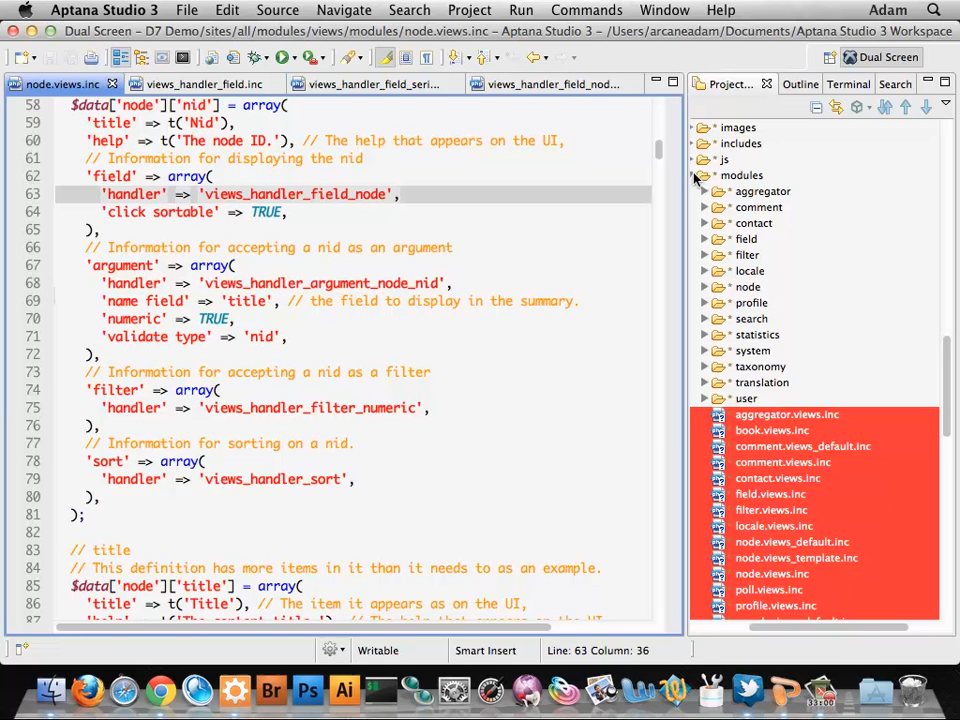 Aptana Studio 3 File Edit Source Navigate Search Project Run Commands Window Help Adam
Dual Screen – D7 Demo/sites/all/modules/views/modules/node.views.inc – Aptana Studio 3 – /Users/arcaneadam/Documents/Aptana Studio 3 Workspace
Dual Screen
node.views.inc views_handler_field.inc views_handler_field_seri... views_handler_field_nod...
Project... Outline Terminal Search
58 $data['node']['nid'] = array(
59 'title' => t('Nid'),
60 'help' => t('The node ID.'), // The help that appears on the UI,
61 // Information for displaying the nid
62 'field' => array(
63 'handler' => 'views_handler_field_node',
64 'click sortable' => TRUE,
65 ),
66 // Information for accepting a nid as an argument
67 'argument' => array(
68 'handler' => 'views_handler_argument_node_nid',
69 'name field' => 'title', // the field to display in the summary.
70 'numeric' => TRUE,
71 'validate type' => 'nid',
72 ),
73 // Information for accepting a nid as a filter
74 'filter' => array(
75 'handler' => 'views_handler_filter_numeric',
76 ),
77 // Information for sorting on a nid.
78 'sort' => array(
79 'handler' => 'views_handler_sort',
80 ),
81 );
82
83 // title
84 // This definition has more items in it than it needs to as an example.
85 $data['node']['title'] = array(
86 'title' => t('Title'), // The item it appears as on the UI,
87
* images
* includes
* js
* modules
* aggregator
* comment
* contact
* field
* filter
* locale
* node
* profile
* search
* statistics
* system
* taxonomy
* translation
* user
aggregator.views.inc
book.views.inc
comment.views_default.inc
comment.views.inc
contact.views.inc
field.views.inc
filter.views.inc
locale.views.inc
node.views_default.inc
node.views_template.inc
node.views.inc
poll.views.inc
profile.views.inc
Writable Smart Insert Line: 63 Column: 36
Br Ps Ai
33:00